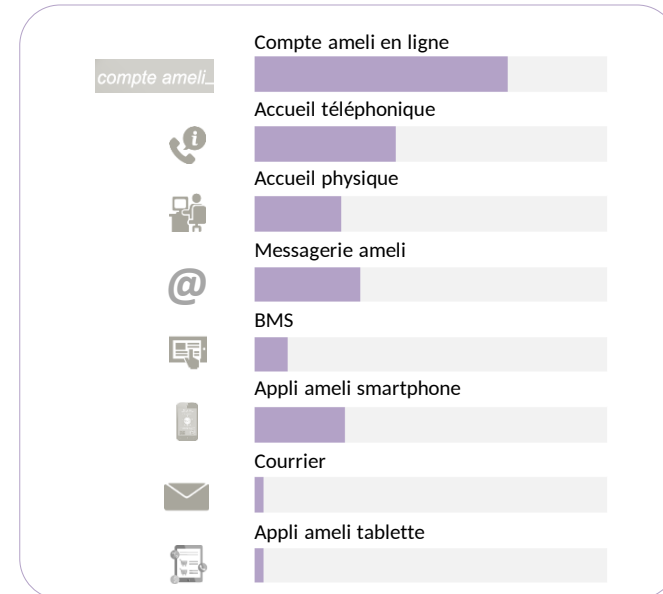 Compte ameli en ligne
compte ameli_
Accueil téléphonique
Accueil physique
Messagerie ameli
@
BMS
Appli ameli smartphone
Courrier
Appli ameli tablette